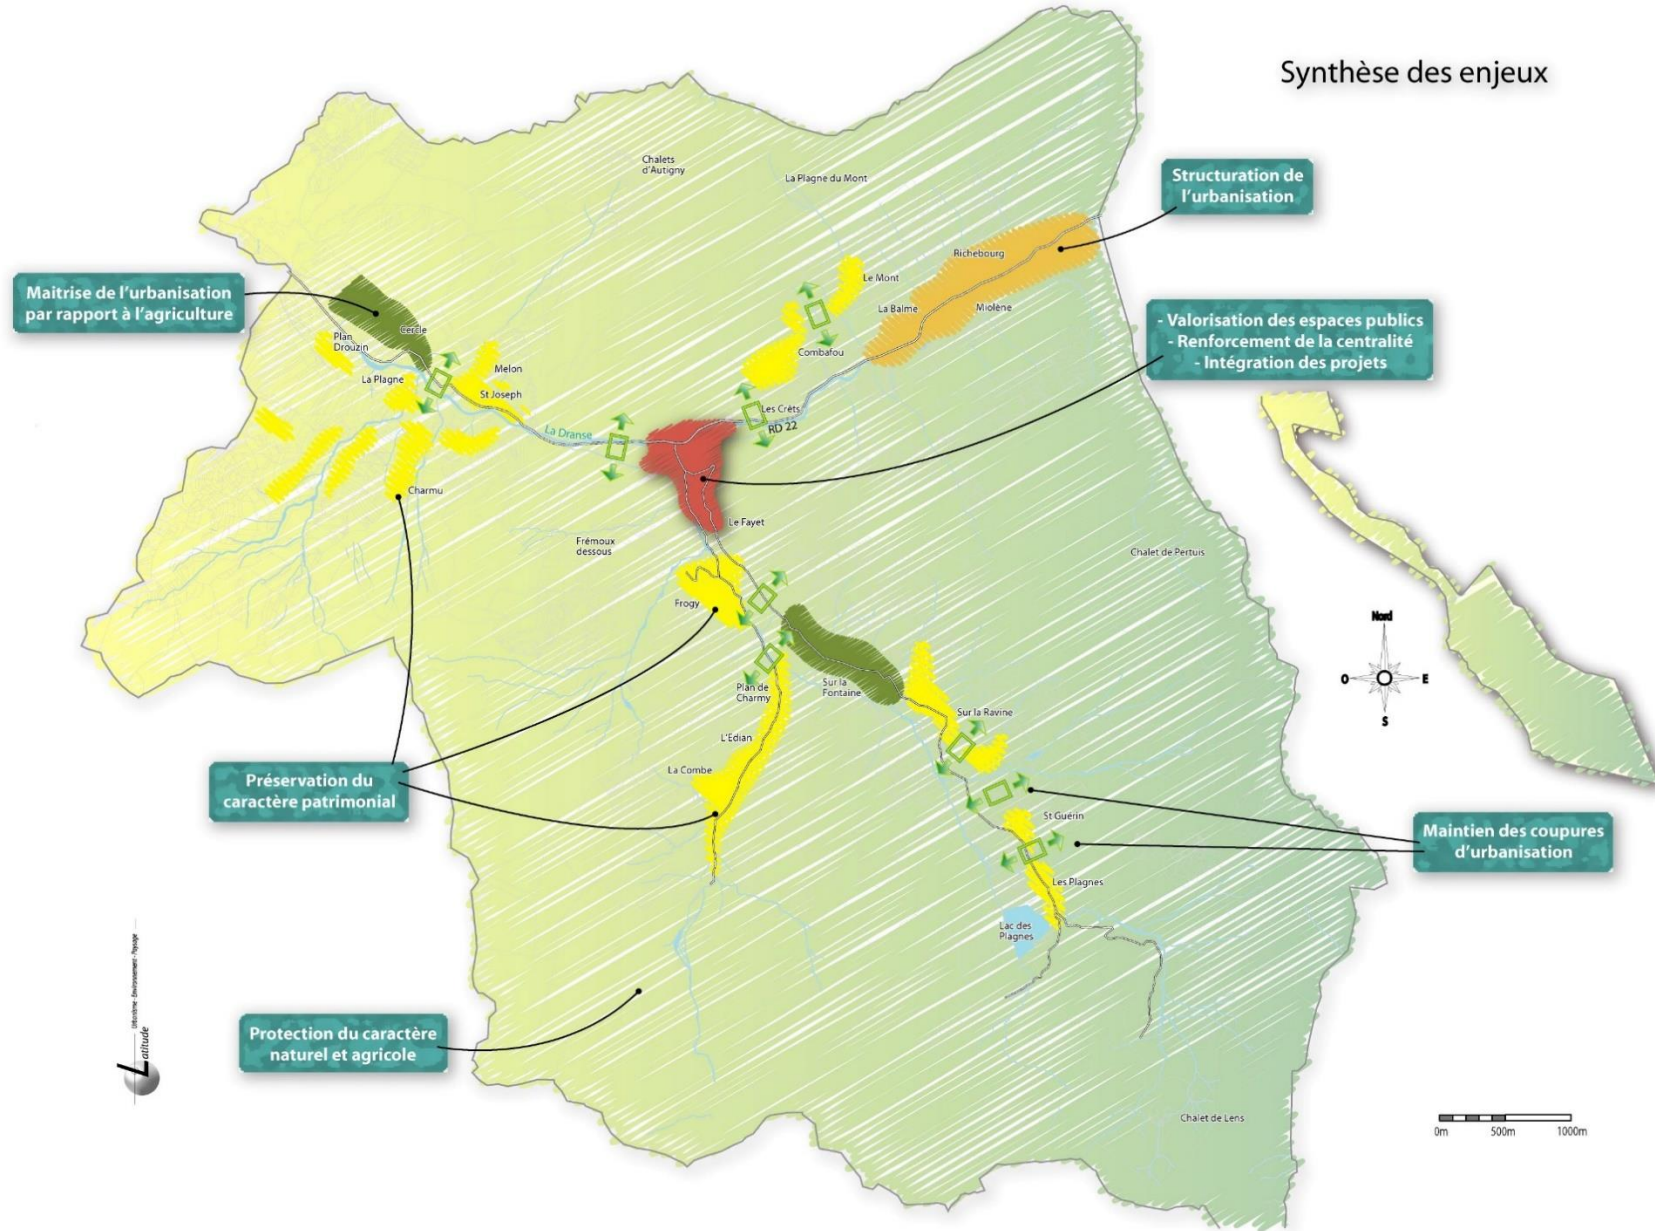 Synthèse des enjeux
Chalets
d'Autigny
La Plagne du Mont
Structuration de
l'urbanisation
Richebourg
Le Mont
Maitrise de l'urbanisation
par rapport à l'agriculture
La Balme
Miolène
- Valorisation des espaces publics
- Renforcement de la centralité
- Intégration des projets
Cercle
Plan
Drouzin
Combafou
Melon
La Plagne
St Joseph
Les Crêts
RD 22
La Dranse
Charmu
Le Fayet
Frémoux
dessous
Chalet de Pertuis
Frogy
Nord
O
E
S
Plan de
Charmy
Sur la
Fontaine
Sur la Ravine
L'Edian
La Combe
Préservation du
caractère patrimonial
St Guérin
Maintien des coupures
d'urbanisation
Les Plagnes
Lac des
Plagnes
Urbanisme - Environnement - Paysage
Latitude
Protection du caractère
naturel et agricole
Chalet de Lens
0m
500m
1000m